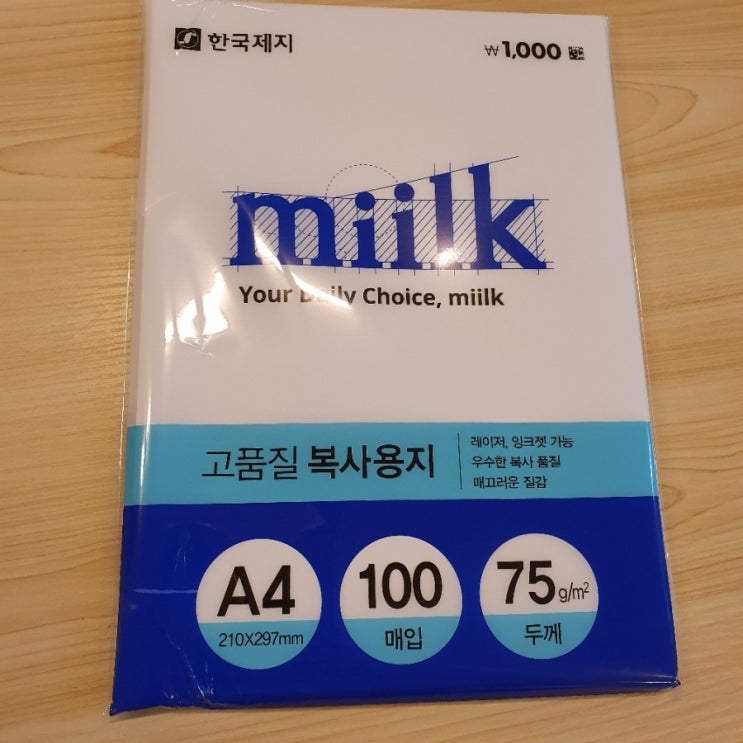 한국제지
₩1,000
miilk
Your Daily Choice, miilk
고품질 복사용지
레이저, 잉크젯 가능
우수한 복사 품질
매끄러운 질감
A4
210X297mm
100
매입
75 g/m²
두께